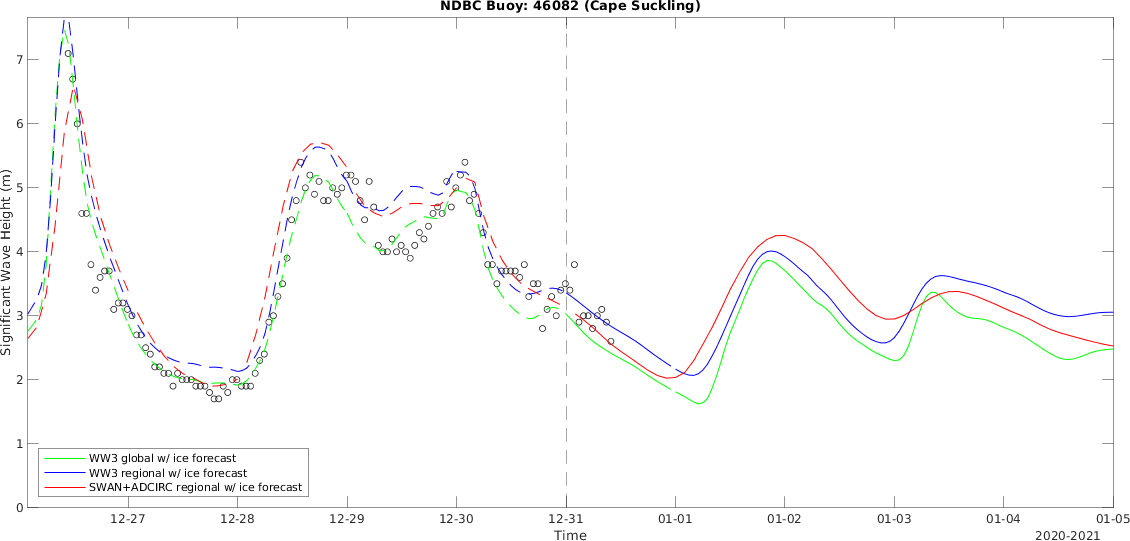 NDBC Buoy: 46082 (Cape Suckling)
Significant Wave Height (m)
7
6
5
4
3
2
1
0
WW3 global w/ ice forecast
WW3 regional w/ ice forecast
SWAN+ADCIRC regional w/ ice forecast
12-27 12-28 12-29 12-30 12-31 01-01 01-02 01-03 01-04 01-05
Time
2020-2021